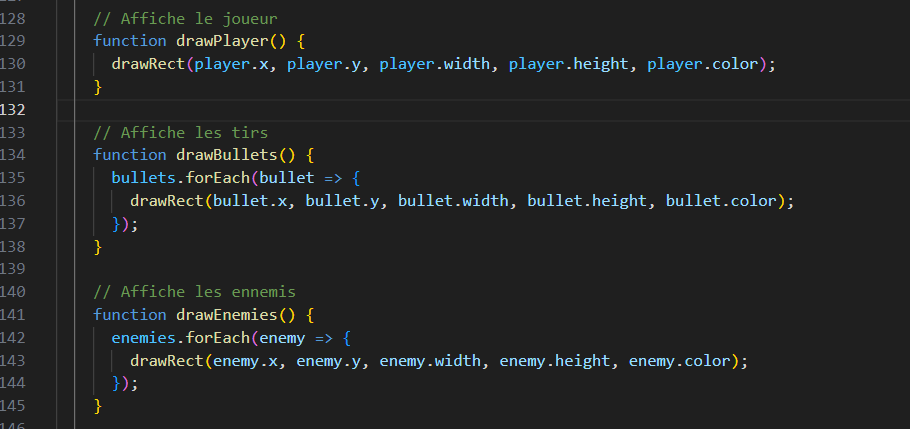 128 // Affiche le joueur
129 function drawPlayer() {
130 drawRect(player.x, player.y, player.width, player.height, player.color);
131 }
132
133 // Affiche les tirs
134 function drawBullets() {
135 bullets.forEach(bullet => {
136 drawRect(bullet.x, bullet.y, bullet.width, bullet.height, bullet.color);
137 });
138 }
139
140 // Affiche les ennemis
141 function drawEnemies() {
142 enemies.forEach(enemy => {
143 drawRect(enemy.x, enemy.y, enemy.width, enemy.height, enemy.color);
144 });
145 }
146